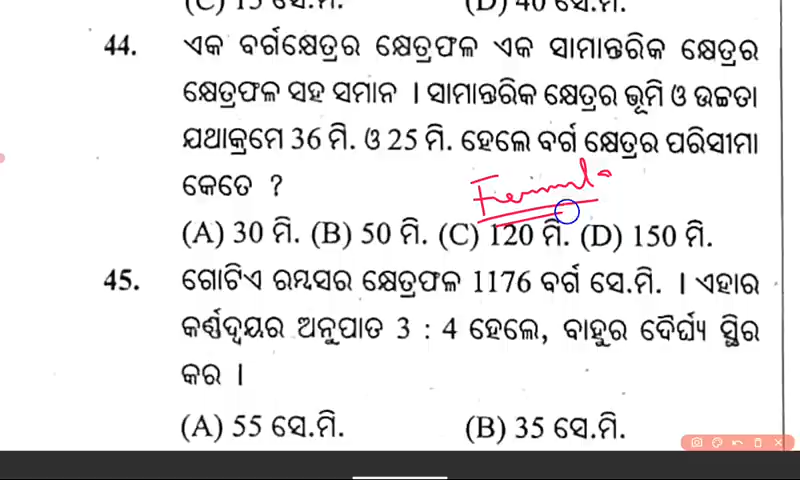 (C) 15 ସେ.ମି. (D) 40 ସେ.ମି.
44. ଏକ ବର୍ଗକ୍ଷେତ୍ରର କ୍ଷେତ୍ରଫଳ ଏକ ସାମାନ୍ତରିକ କ୍ଷେତ୍ରର
କ୍ଷେତ୍ରଫଳ ସହ ସମାନ । ସାମାନ୍ତରିକ କ୍ଷେତ୍ରର ଭୂମି ଓ ଉଚ୍ଚତା
ଯଥାକ୍ରମେ 36 ମି. ଓ 25 ମି. ହେଲେ ବର୍ଗ କ୍ଷେତ୍ରର ପରିସୀମା
କେତେ ?
(A) 30 ମି. (B) 50 ମି. (C) 120 ମି. (D) 150 ମି.
45. ଗୋଟିଏ ରମ୍ବସର କ୍ଷେତ୍ରଫଳ 1176 ବର୍ଗ ସେ.ମି. । ଏହାର
କର୍ଣ୍ଣଦ୍ୱୟର ଅନୁପାତ 3 : 4 ହେଲେ, ବାହୁର ଦୈର୍ଘ୍ୟ ସ୍ଥିର
କର ।
(A) 55 ସେ.ମି. (B) 35 ସେ.ମି.